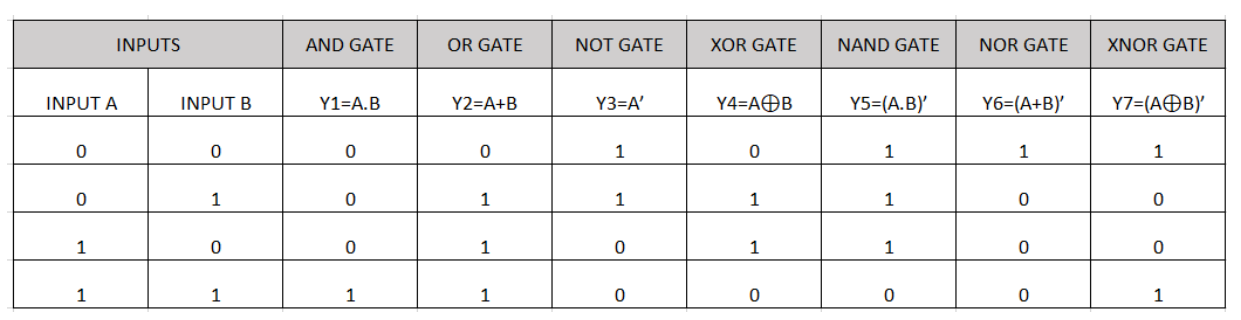 INPUTS AND GATE OR GATE NOT GATE XOR GATE NAND GATE NOR GATE XNOR GATE
INPUT A INPUT B Y1=A.B Y2=A+B Y3=A’ Y4=A⊕B Y5=(A.B)’ Y6=(A+B)’ Y7=(A⊕B)’
0 0 0 0 1 0 1 1 1
0 1 0 1 1 1 1 0 0
1 0 0 1 0 1 1 0 0
1 1 1 1 0 0 0 0 1